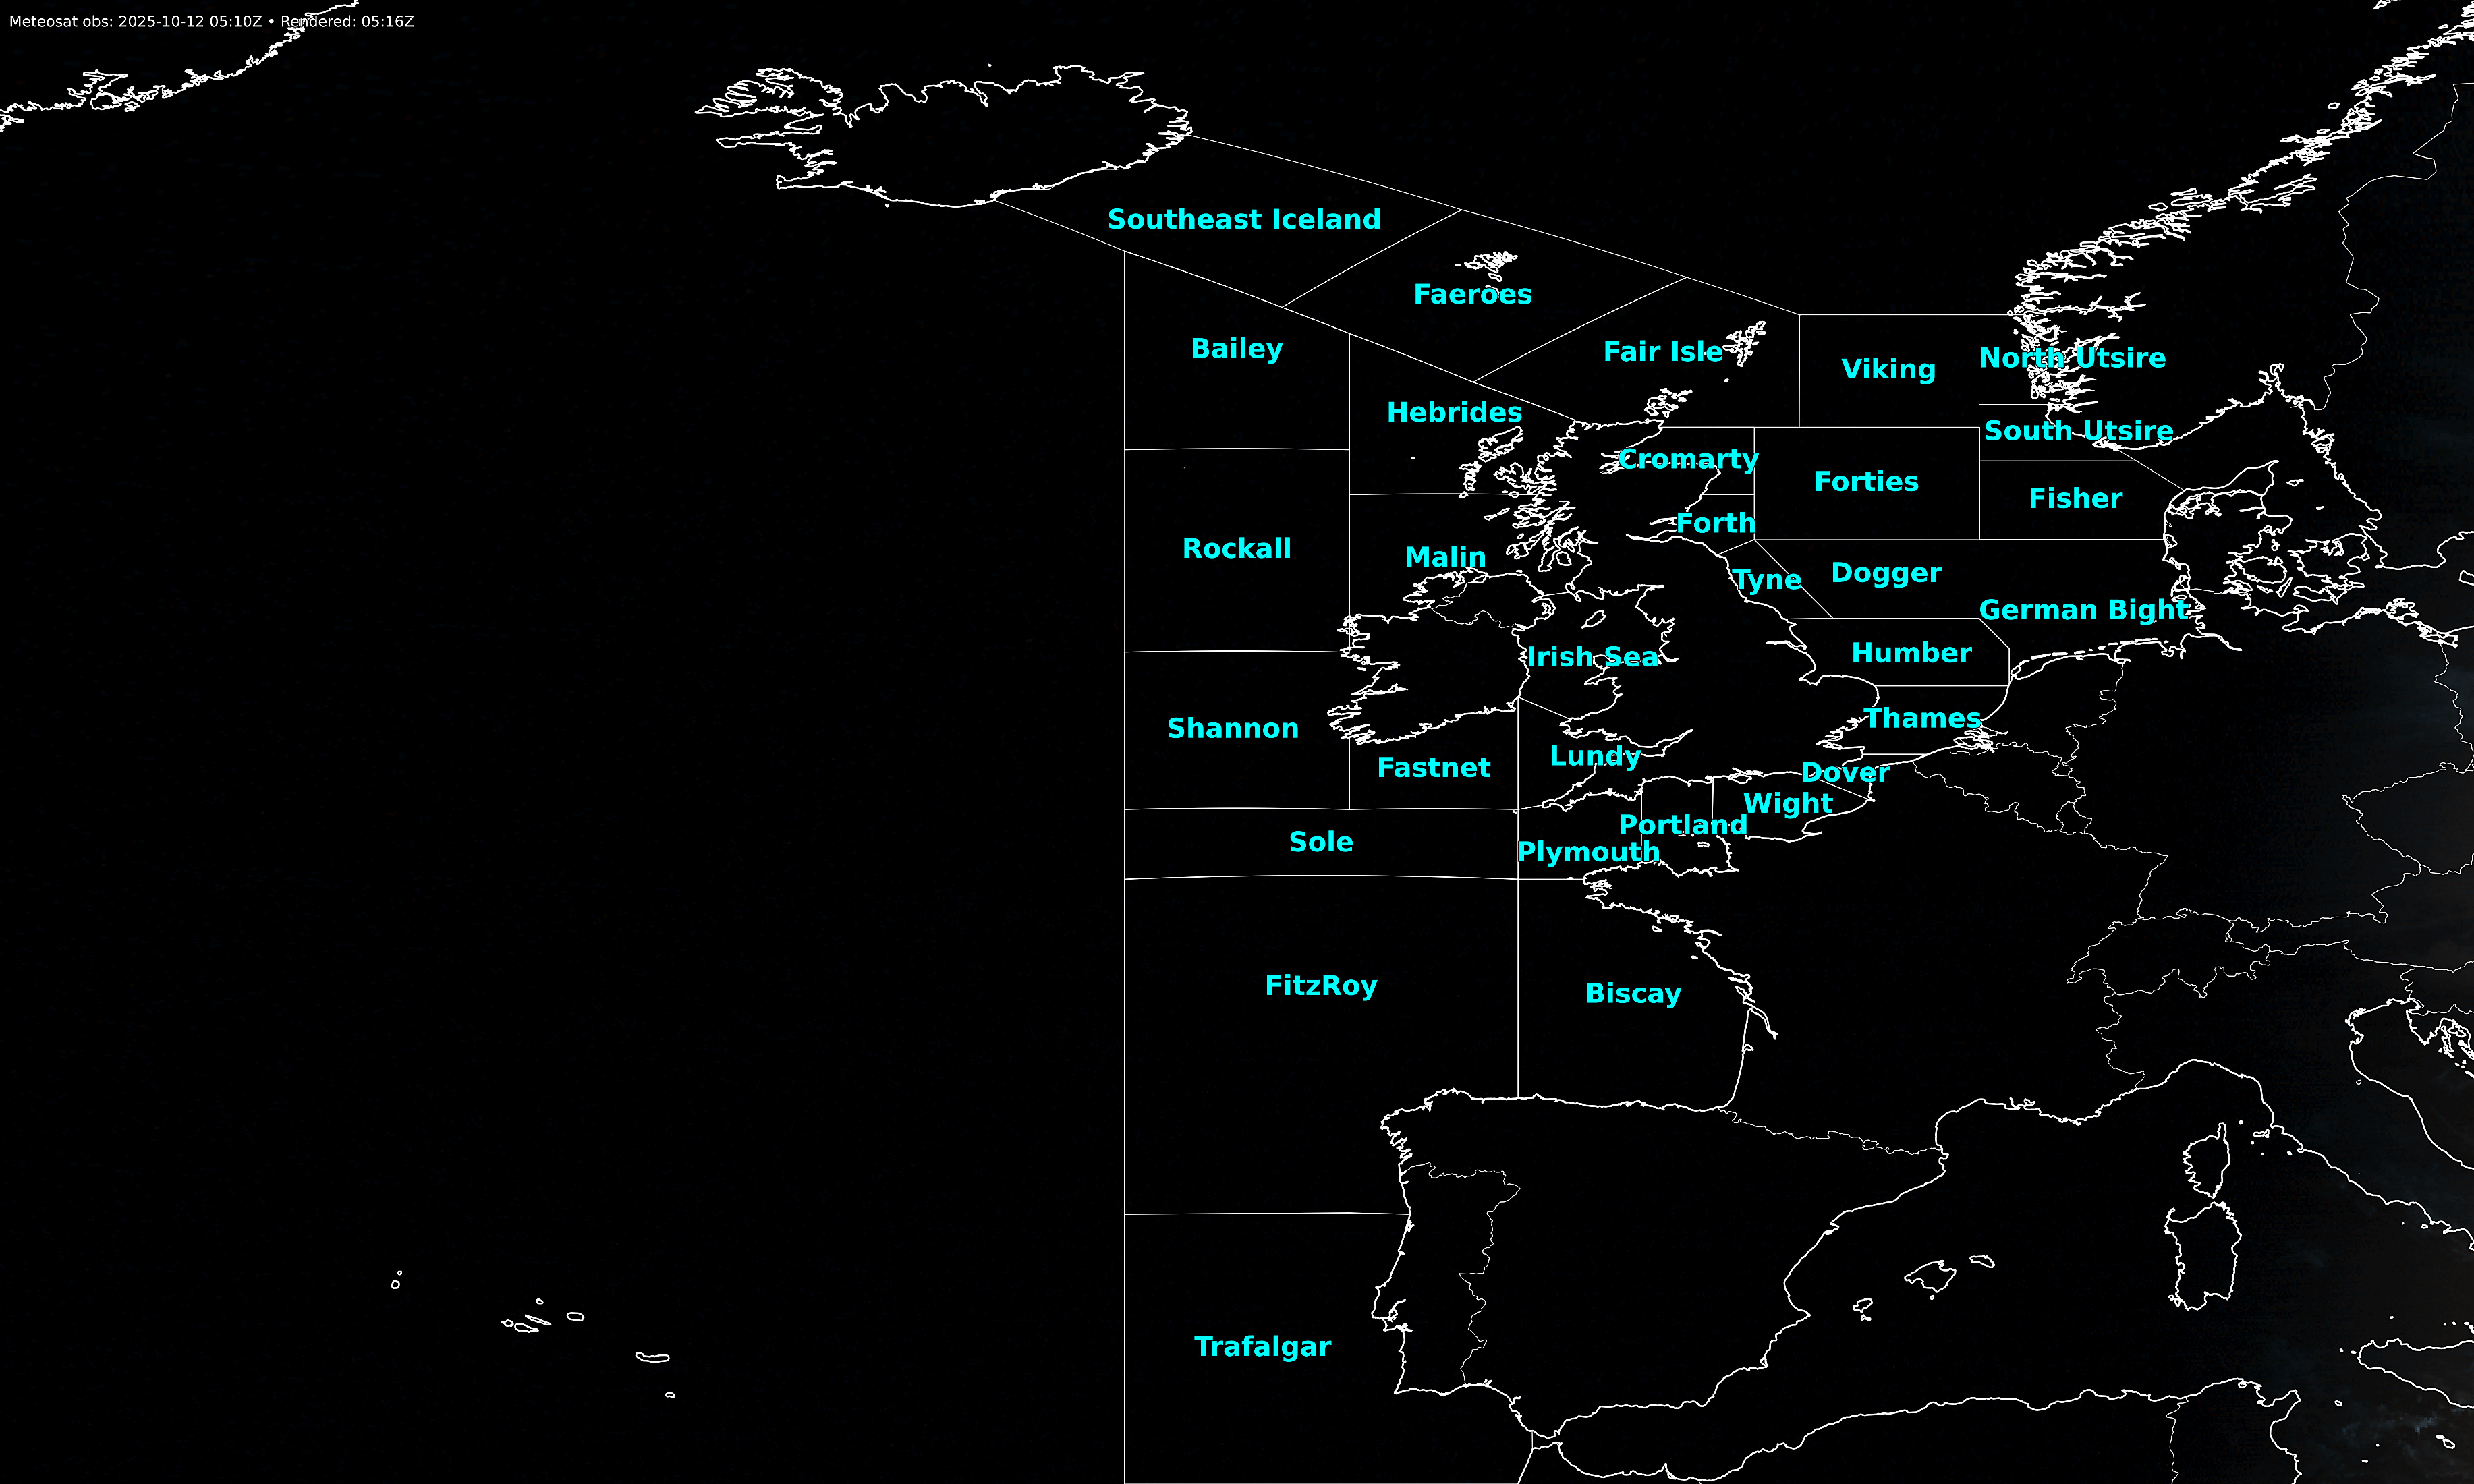 Meteosat obs: 2025-10-12 05:10Z • Rendered: 05:16Z
Southeast Iceland
Faeroes
Bailey
Fair Isle
North Utsire
Viking
Hebrides
South Utsire
Cromarty
Forties
Fisher
Forth
Rockall
Malin
Dogger
Tyne
German Bight
Humber
Irish Sea
Thames
Shannon
Lundy
Fastnet
Dover
Wight
Portland
Sole
Plymouth
FitzRoy
Biscay
Trafalgar